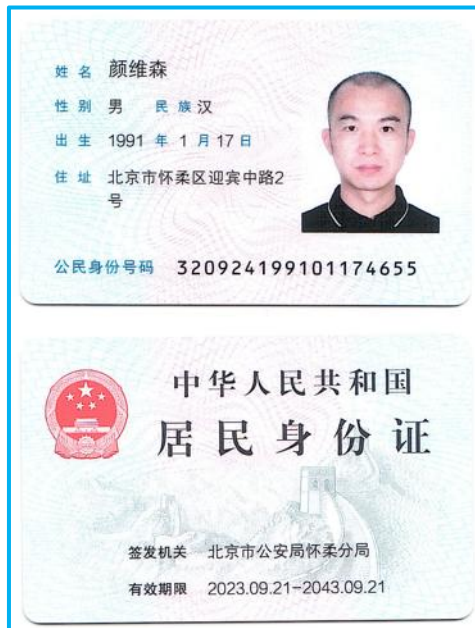 姓名 颜维森
性别 男 民族 汉
出生 1991 年 1 月 17 日
住址 北京市怀柔区迎宾中路2
号
公民身份号码 320924199101174655
中华人民共和国
居民身份证
签发机关 北京市公安局怀柔分局
有效期限 2023.09.21-2043.09.21